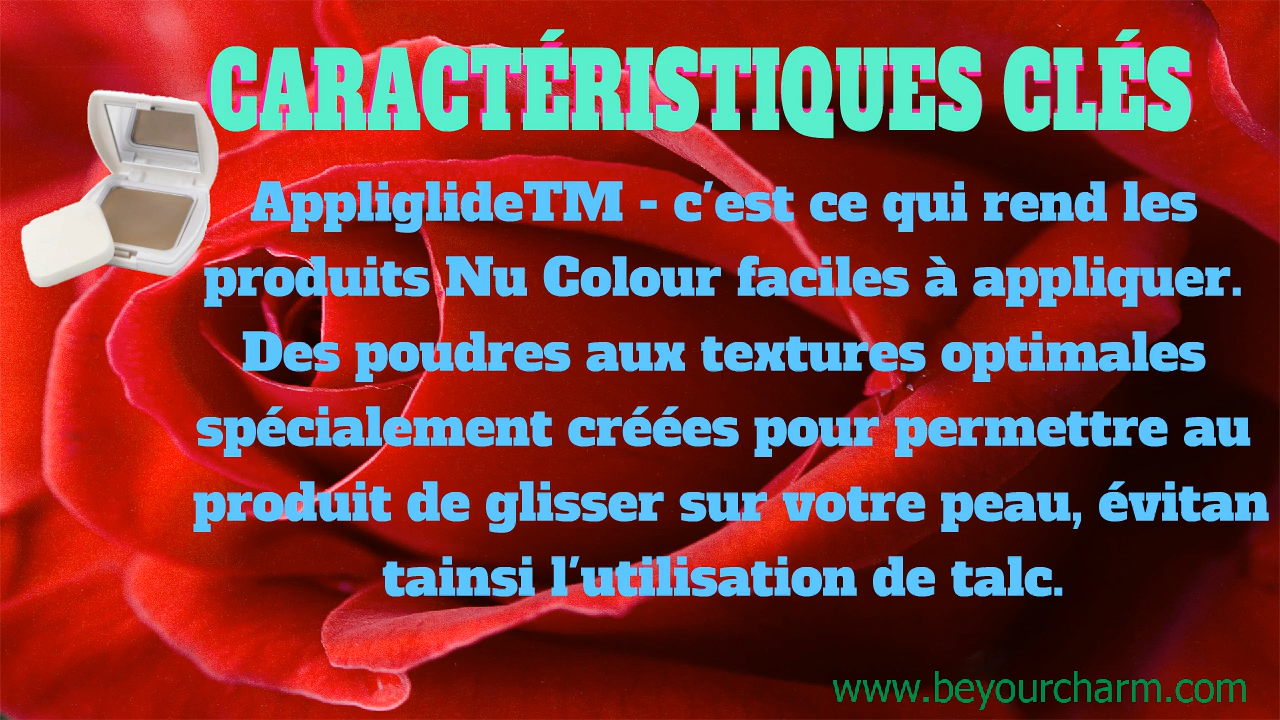 CARACTÉRISTIQUES CLÉS
AppliglideTM - c'est ce qui rend les
produits Nu Colour faciles à appliquer.
Des poudres aux textures optimales
spécialement créées pour permettre au
produit de glisser sur votre peau, évitan
tainsi l'utilisation de talc.
www.beyourcharm.com